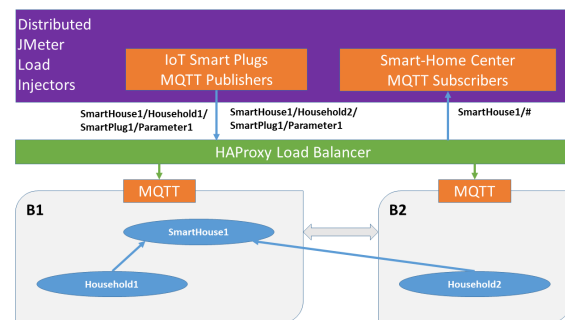 Distributed
JMeter
Load
Injectors
IoT Smart Plugs
MQTT Publishers
Smart-Home Center
MQTT Subscribers
SmartHouse1/Household1/
SmartPlug1/Parameter1
SmartHouse1/Household2/
SmartPlug1/Parameter1
SmartHouse1/#
HAProxy Load Balancer
MQTT
MQTT
B1
B2
SmartHouse1
Household1
Household2